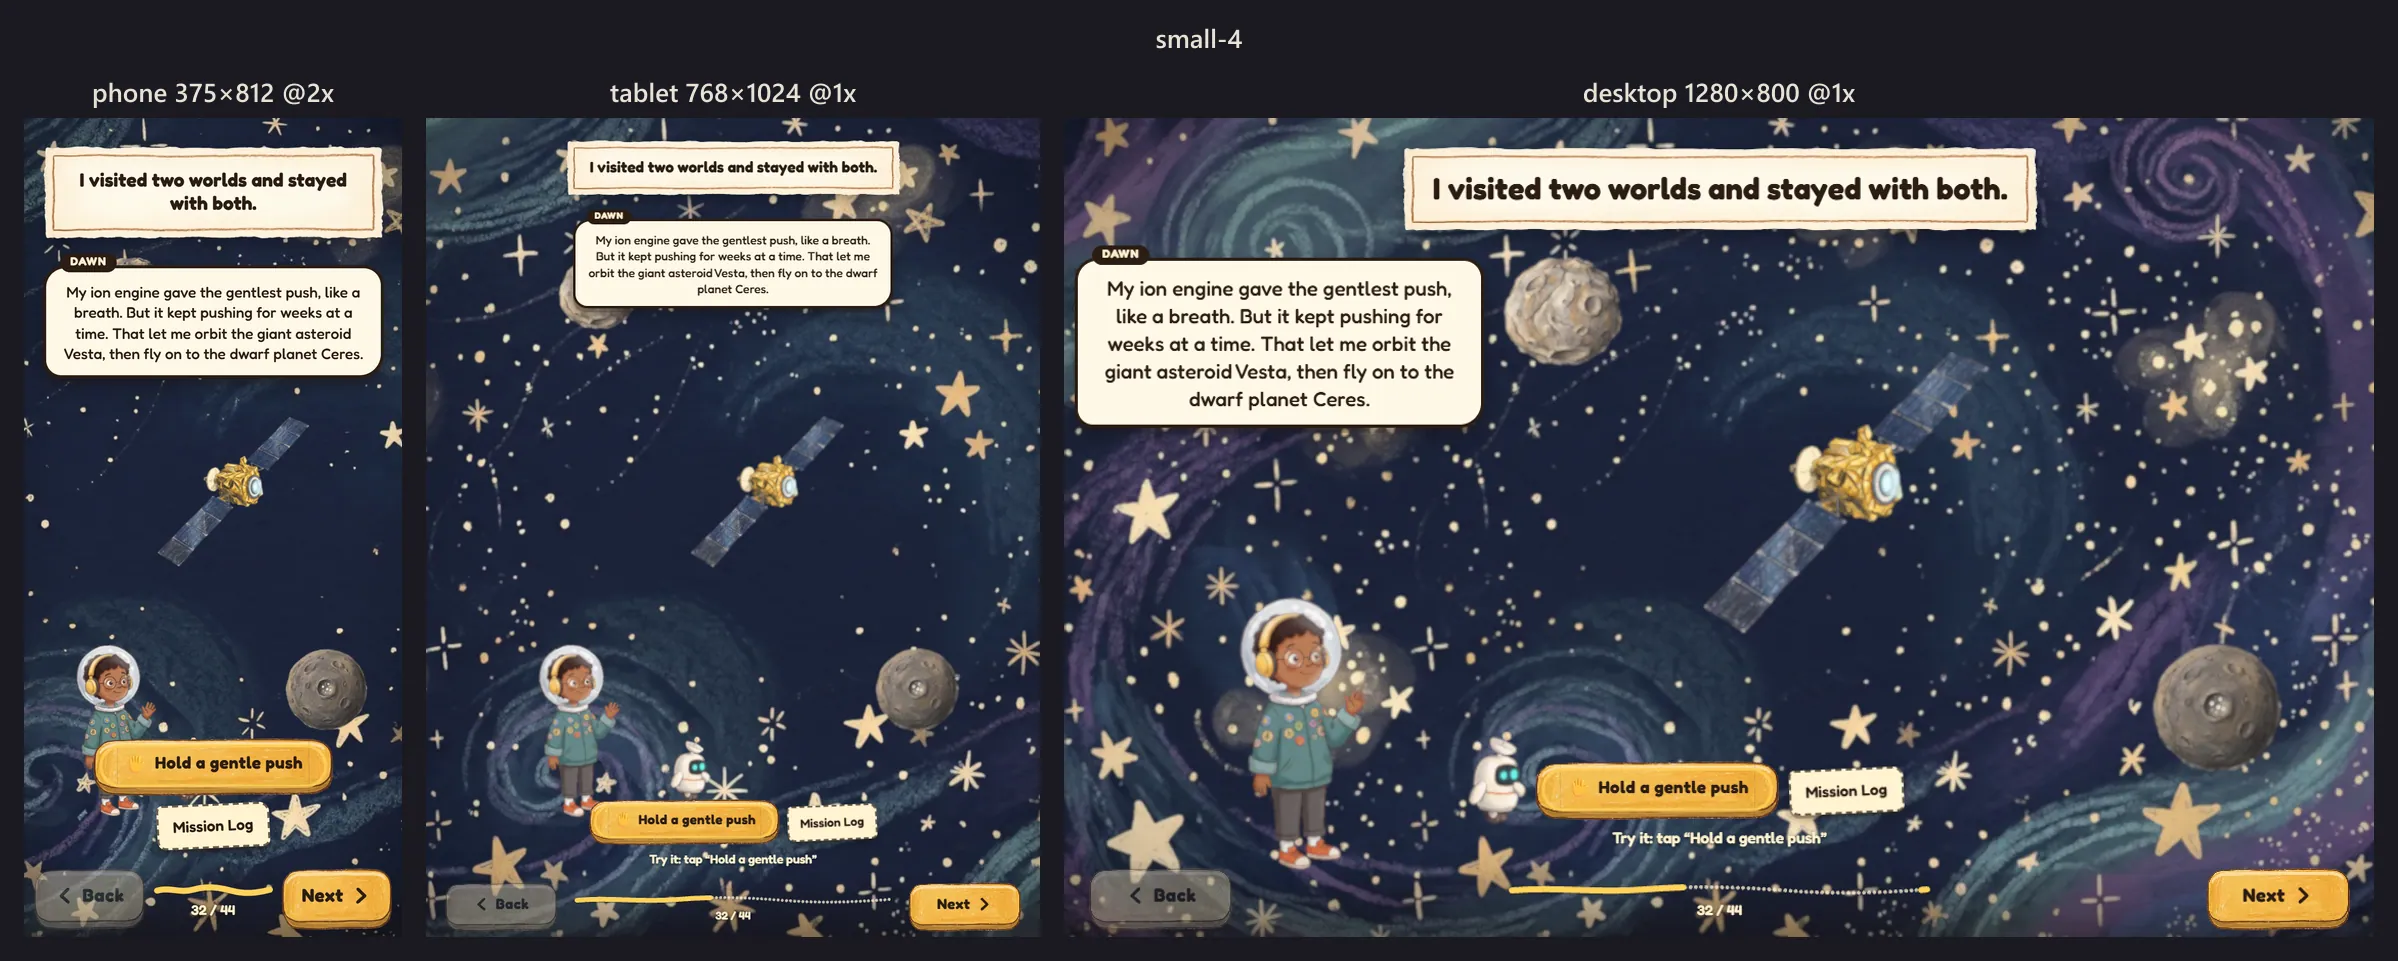 small-4
phone 375×812 @2x
I visited two worlds and stayed
with both.
DAWN
My ion engine gave the gentlest push, like a
breath. But it kept pushing for weeks at a
time. That let me orbit the giant asteroid
Vesta, then fly on to the dwarf planet Ceres.
Hold a gentle push
Mission Log
Back
32 / 44
Next
tablet 768×1024 @1x
I visited two worlds and stayed with both.
DAWN
My ion engine gave the gentlest push, like a breath.
But it kept pushing for weeks at a time. That let me
orbit the giant asteroid Vesta, then fly on to the dwarf
planet Ceres.
Hold a gentle push
Mission Log
Try it: tap “Hold a gentle push”
Back
32 / 44
Next
desktop 1280×800 @1x
I visited two worlds and stayed with both.
DAWN
My ion engine gave the gentlest push,
like a breath. But it kept pushing for
weeks at a time. That let me orbit the
giant asteroid Vesta, then fly on to the
dwarf planet Ceres.
Hold a gentle push
Mission Log
Try it: tap “Hold a gentle push”
Back
32 / 44
Next